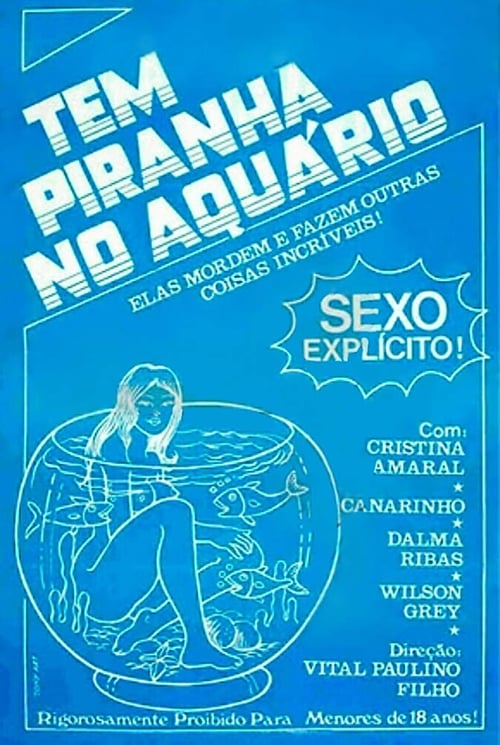 TEM
PIRANHA
NO AQUÁRIO
ELAS MORDEM E FAZEM OUTRAS
COISAS INCRÍVEIS!
SEXO
EXPLÍCITO!
Com:
CRISTINA
AMARAL
★
CANARINHO
★
DALMA
RIBAS
★
WILSON
GREY
★
Direção:
VITAL PAULINO
FILHO
Rigorosamente Proibido Para Menores de 18 anos!